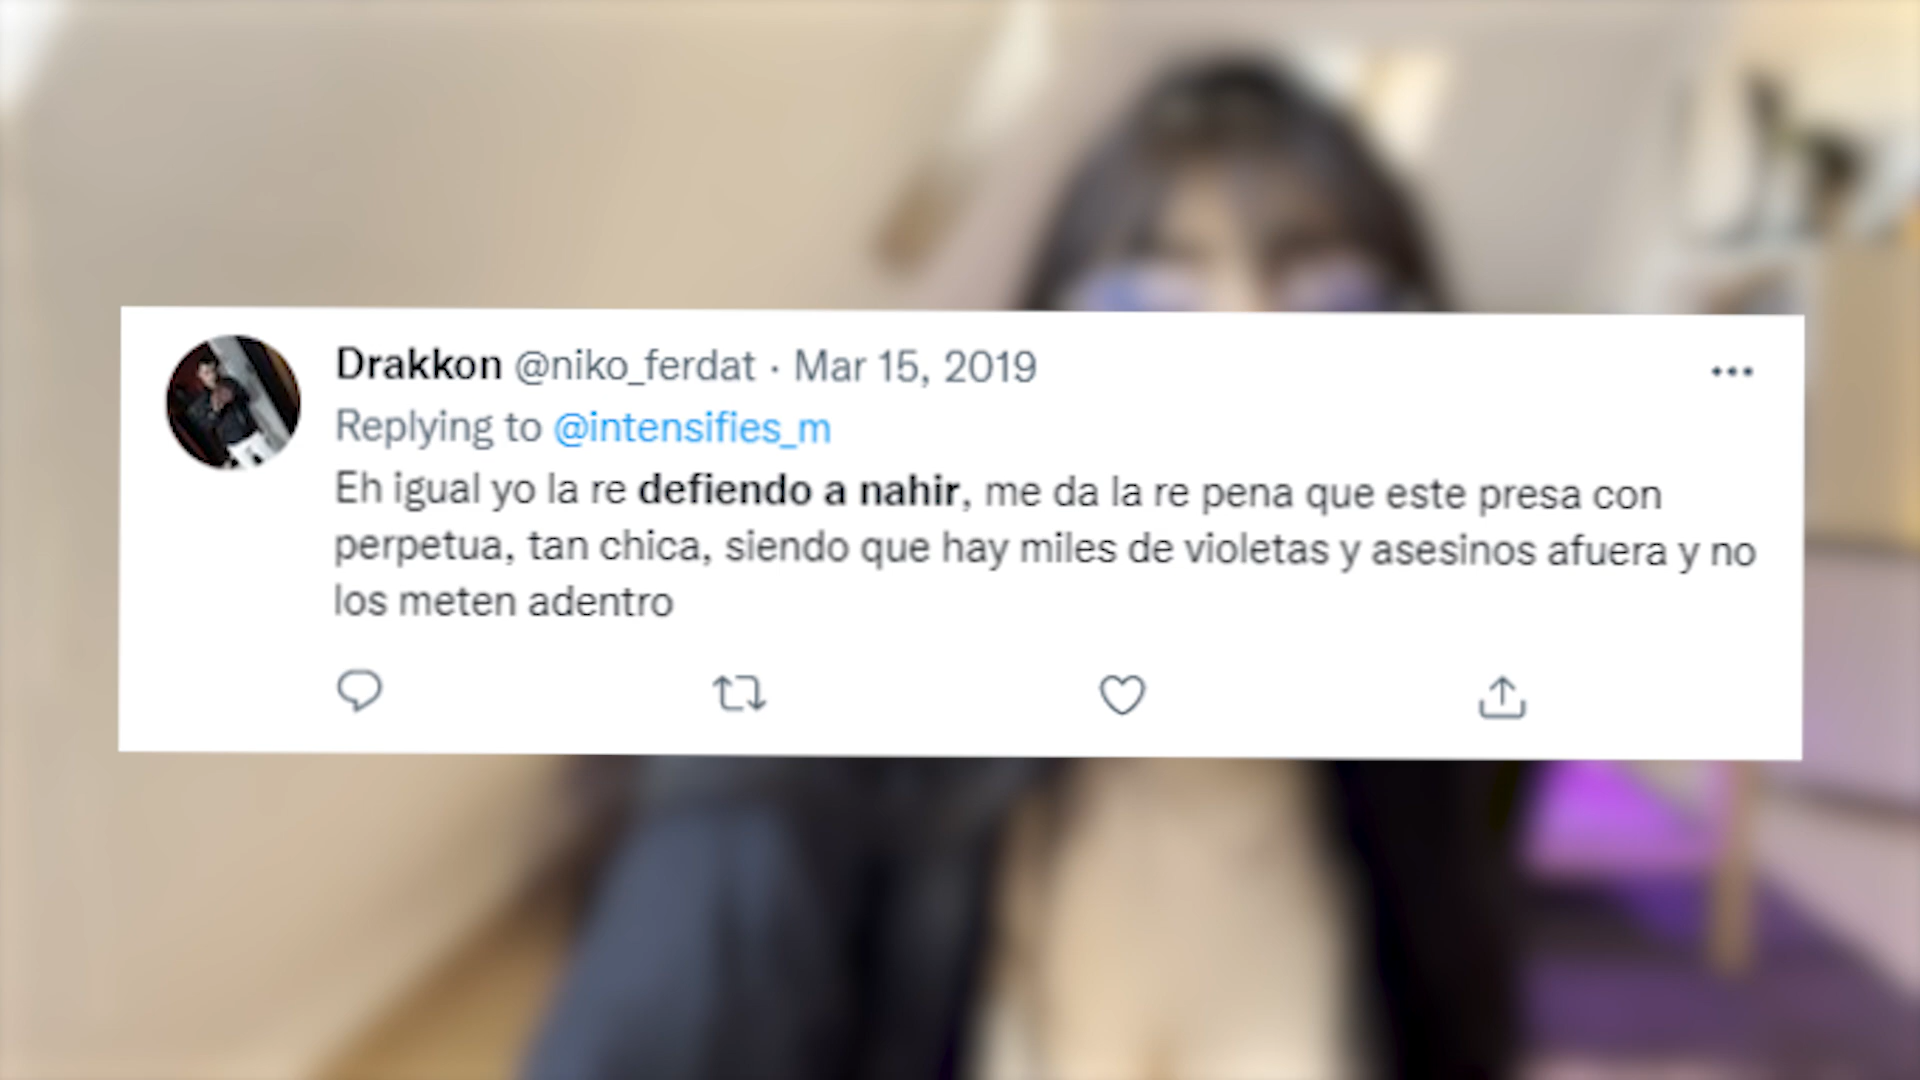 Drakkon @niko_ferdat · Mar 15, 2019
Replying to @intensifies_m
Eh igual yo la re defiendo a nahir, me da la re pena que este presa con
perpetua, tan chica, siendo que hay miles de violetas y asesinos afuera y no
los meten adentro